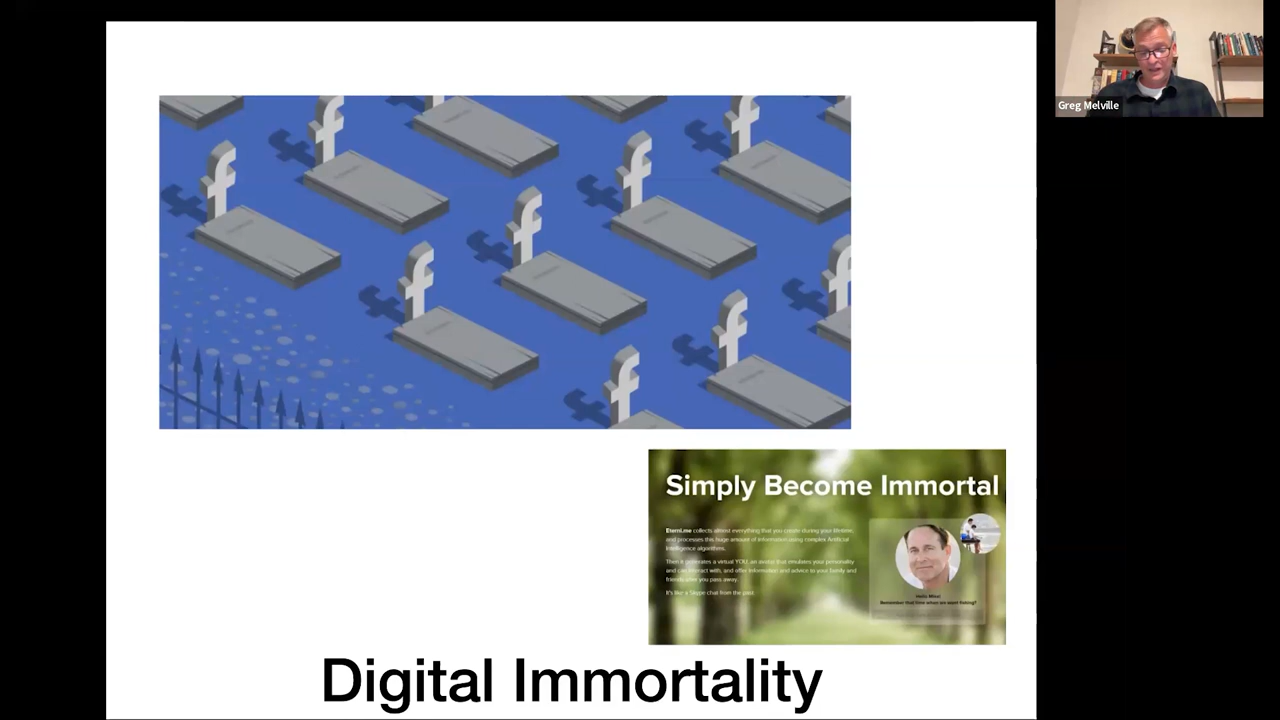 Greg Melville
f
f
f
f
f
f
f
f
f
Simply Become Immortal
Eterni.me collects almost everything that you create during your lifetime,
and processes this huge amount of information using complex Artificial
Intelligence algorithms.
Then it generates a virtual YOU, an avatar that emulates your personality
and can interact with, and offer information and advice to your family and
friends after you pass away.
It's like a Skype chat from the past.
Hello Mike!
Remember that time when we went fishing?
Digital Immortality